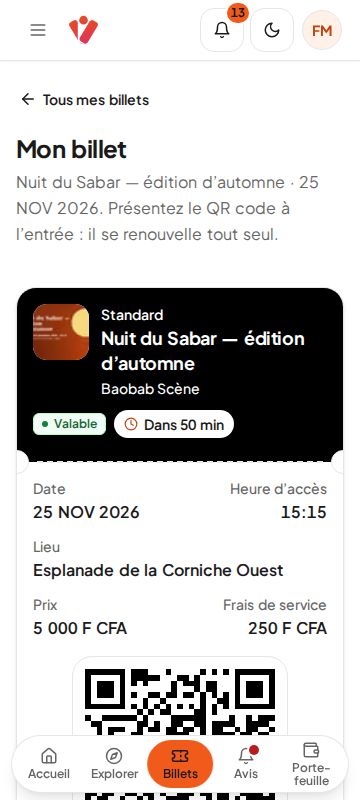 13
FM
Tous mes billets
Mon billet
Nuit du Sabar — édition d’automne · 25
NOV 2026. Présentez le QR code à
l’entrée : il se renouvelle tout seul.
Standard
Nuit du Sabar — édition
d’automne
Baobab Scène
Valable
Dans 50 min
Date
Heure d’accès
25 NOV 2026
15:15
Lieu
Esplanade de la Corniche Ouest
Prix
Frais de service
5 000 F CFA
250 F CFA
Accueil
Explorer
Billets
Avis
Porte-
feuille